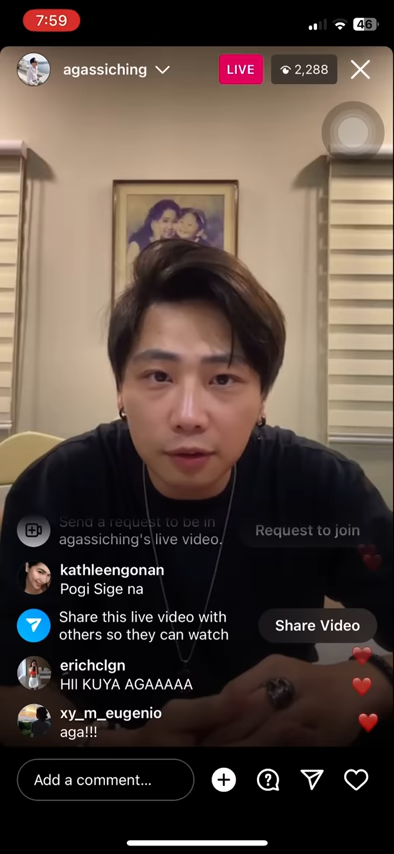 7:59
46
agassiching
LIVE
2,288
Send a request to be in
agassiching's live video.
Request to join
kathleengonan
Pogi Sige na
Share this live video with
others so they can watch
Share Video
erichclgn
HII KUYA AGAAAAA
xy_m_eugenio
aga!!!
Add a comment...